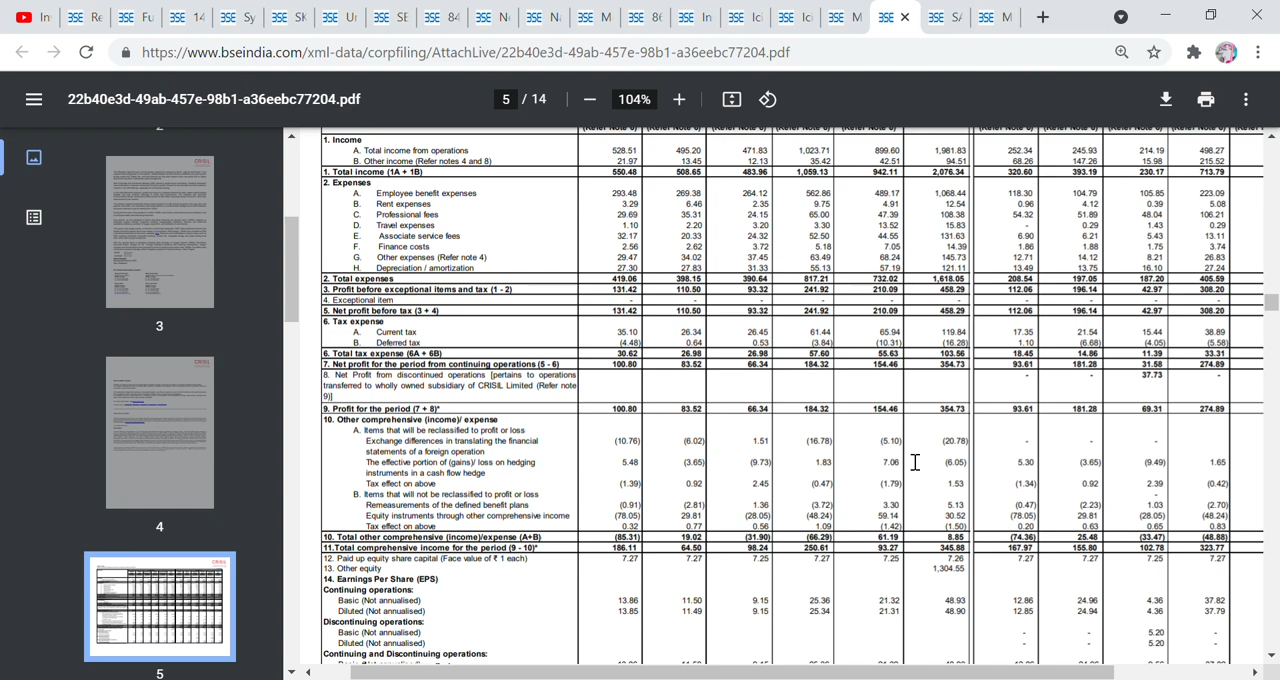 In Re Fu 14 Sy SK Ur SE 84 Ne Na M 86 In Ici Ici M SA M
https://www.bseindia.com/xml-data/corpfiling/AttachLive/22b40e3d-49ab-457e-98b1-a36eebc77204.pdf
22b40e3d-49ab-457e-98b1-a36eebc77204.pdf 5 / 14 104%
3
4
5
1. Income
A. Total income from operations 528.51 495.20 471.83 1,023.71 899.60 1,981.83 252.34 245.93 214.19 498.27
B. Other income (Refer notes 4 and 8) 21.97 13.45 12.13 35.42 42.51 94.51 68.26 147.26 15.98 215.52
1. Total income (1A + 1B) 550.48 508.65 483.96 1,059.13 942.11 2,076.34 320.60 393.19 230.17 713.79
2. Expenses
A. Employee benefit expenses 293.48 269.38 264.12 562.86 489.17 1,068.44 118.30 104.79 105.85 223.09
B. Rent expenses 3.29 6.46 2.35 9.75 4.91 12.54 0.96 4.12 0.39 5.08
C. Professional fees 29.69 35.31 24.15 65.00 47.39 108.38 54.32 51.89 48.04 106.21
D. Travel expenses 1.10 2.20 3.20 3.30 13.52 15.83 - 0.29 1.43 0.29
E. Associate service fees 32.17 20.33 24.32 52.50 44.55 131.63 6.90 6.21 5.43 13.11
F. Finance costs 2.56 2.62 3.72 5.18 7.05 14.39 1.86 1.88 1.75 3.74
G. Other expenses (Refer note 4) 29.47 34.02 37.45 63.49 68.24 145.73 12.71 14.12 8.21 26.83
H. Depreciation / amortization 27.30 27.83 31.33 55.13 57.19 121.11 13.49 13.75 16.10 27.24
2. Total expenses 419.06 398.15 390.64 817.21 732.02 1,618.05 208.54 197.05 187.20 405.59
3. Profit before exceptional items and tax (1 - 2) 131.42 110.50 93.32 241.92 210.09 458.29 112.06 196.14 42.97 308.20
4. Exceptional item - - - - - - - - - -
5. Net profit before tax (3 + 4) 131.42 110.50 93.32 241.92 210.09 458.29 112.06 196.14 42.97 308.20
6. Tax expense
A. Current tax 35.10 26.34 26.45 61.44 65.94 119.84 17.35 21.54 15.44 38.89
B. Deferred tax (4.48) 0.64 0.53 (3.84) (10.31) (16.28) 1.10 (6.68) (4.05) (5.58)
6. Total tax expense (6A + 6B) 30.62 26.98 26.98 57.60 55.63 103.56 18.45 14.86 11.39 33.31
7. Net profit for the period from continuing operations (5 - 6) 100.80 83.52 66.34 184.32 154.46 354.73 93.61 181.28 31.58 274.89
8. Net Profit from discontinued operations [pertains to operations - - 37.73 -
transferred to wholly owned subsidiary of CRISIL Limited (Refer note
9)]
9. Profit for the period (7 + 8)* 100.80 83.52 66.34 184.32 154.46 354.73 93.61 181.28 69.31 274.89
10. Other comprehensive (income)/ expense
A. Items that will be reclassified to profit or loss
Exchange differences in translating the financial (10.76) (6.02) 1.51 (16.78) (5.10) (20.78) - - - -
statements of a foreign operation
The effective portion of (gains)/ loss on hedging 5.48 (3.65) (9.73) 1.83 7.06 (6.05) 5.30 (3.65) (9.49) 1.65
instruments in a cash flow hedge
Tax effect on above (1.39) 0.92 2.45 (0.47) (1.79) 1.53 (1.34) 0.92 2.39 (0.42)
B. Items that will not be reclassified to profit or loss -
Remeasurements of the defined benefit plans (0.91) (2.81) 1.36 (3.72) 3.30 5.13 (0.47) (2.23) 1.03 (2.70)
Equity instruments through other comprehensive income (78.05) 29.81 (28.05) (48.24) 59.14 30.52 (78.05) 29.81 (28.05) (48.24)
Tax effect on above 0.32 0.77 0.56 1.09 (1.42) (1.50) 0.20 0.63 0.65 0.83
10. Total other comprehensive (income)/expense (A+B) (85.31) 19.02 (31.90) (66.29) 61.19 8.85 (74.36) 25.48 (33.47) (48.88)
11.Total comprehensive income for the period (9 - 10)* 186.11 64.50 98.24 250.61 93.27 345.88 167.97 155.80 102.78 323.77
12. Paid up equity share capital (Face value of ₹ 1 each) 7.27 7.27 7.25 7.27 7.25 7.26 7.27 7.27 7.25 7.27
13. Other equity 1,304.55
14. Earnings Per Share (EPS)
Continuing operations:
Basic (Not annualised) 13.86 11.50 9.15 25.36 21.32 48.93 12.86 24.96 4.36 37.82
Diluted (Not annualised) 13.85 11.49 9.15 25.34 21.31 48.90 12.85 24.94 4.36 37.79
Discontinuing operations:
Basic (Not annualised) - - 5.20 -
Diluted (Not annualised) - - 5.20 -
Continuing and Discontinuing operations: